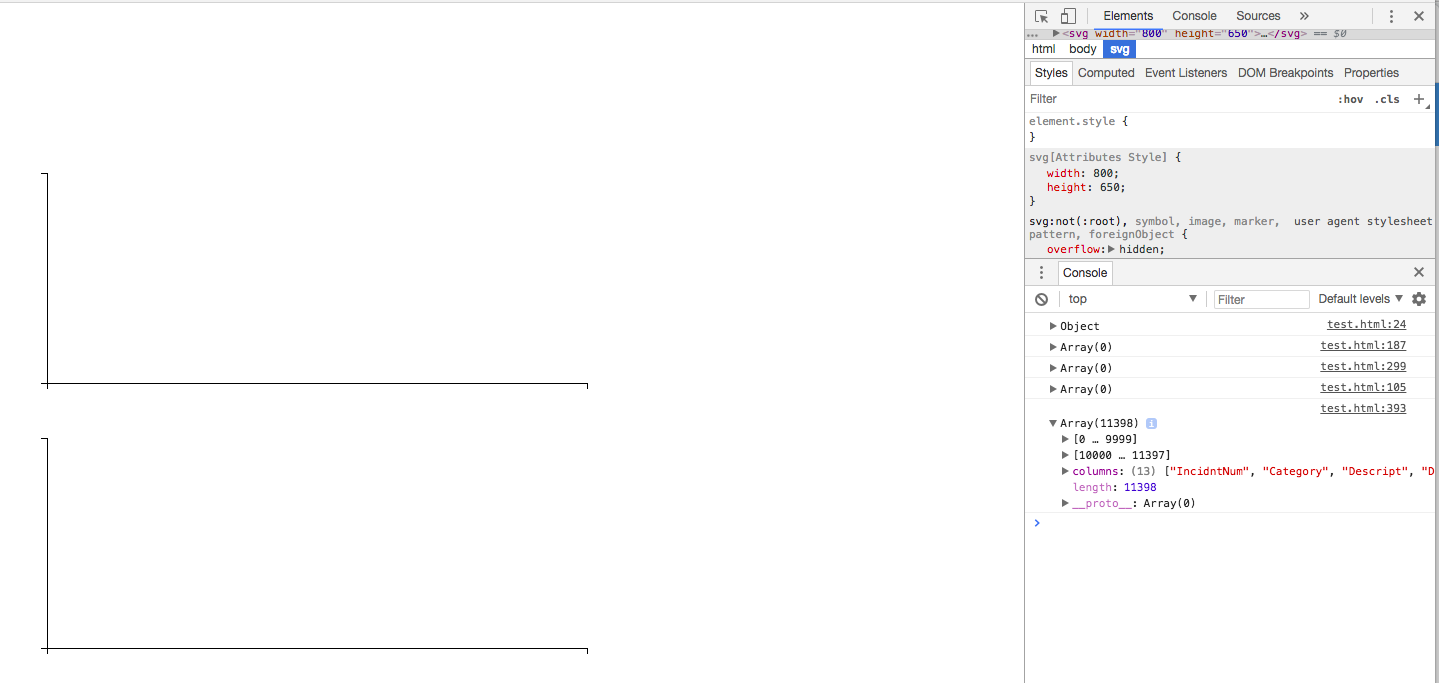 Elements Console Sources »
… ▶<svg width="800" height="650">…</svg> == $0
html body svg
Styles Computed Event Listeners DOM Breakpoints Properties
Filter :hov .cls +
element.style {
}
svg[Attributes Style] {
width: 800;
height: 650;
}
svg:not(:root), symbol, image, marker, user agent stylesheet
pattern, foreignObject {
overflow:▶ hidden;
Console
top ▼ Filter Default levels ▼
▶Object test.html:24
▶Array(0) test.html:187
▶Array(0) test.html:299
▶Array(0) test.html:105
test.html:393
▼Array(11398) i
▶[0 … 9999]
▶[10000 … 11397]
▶columns: (13) ["IncidntNum", "Category", "Descript", "D
length: 11398
▶__proto__: Array(0)
>